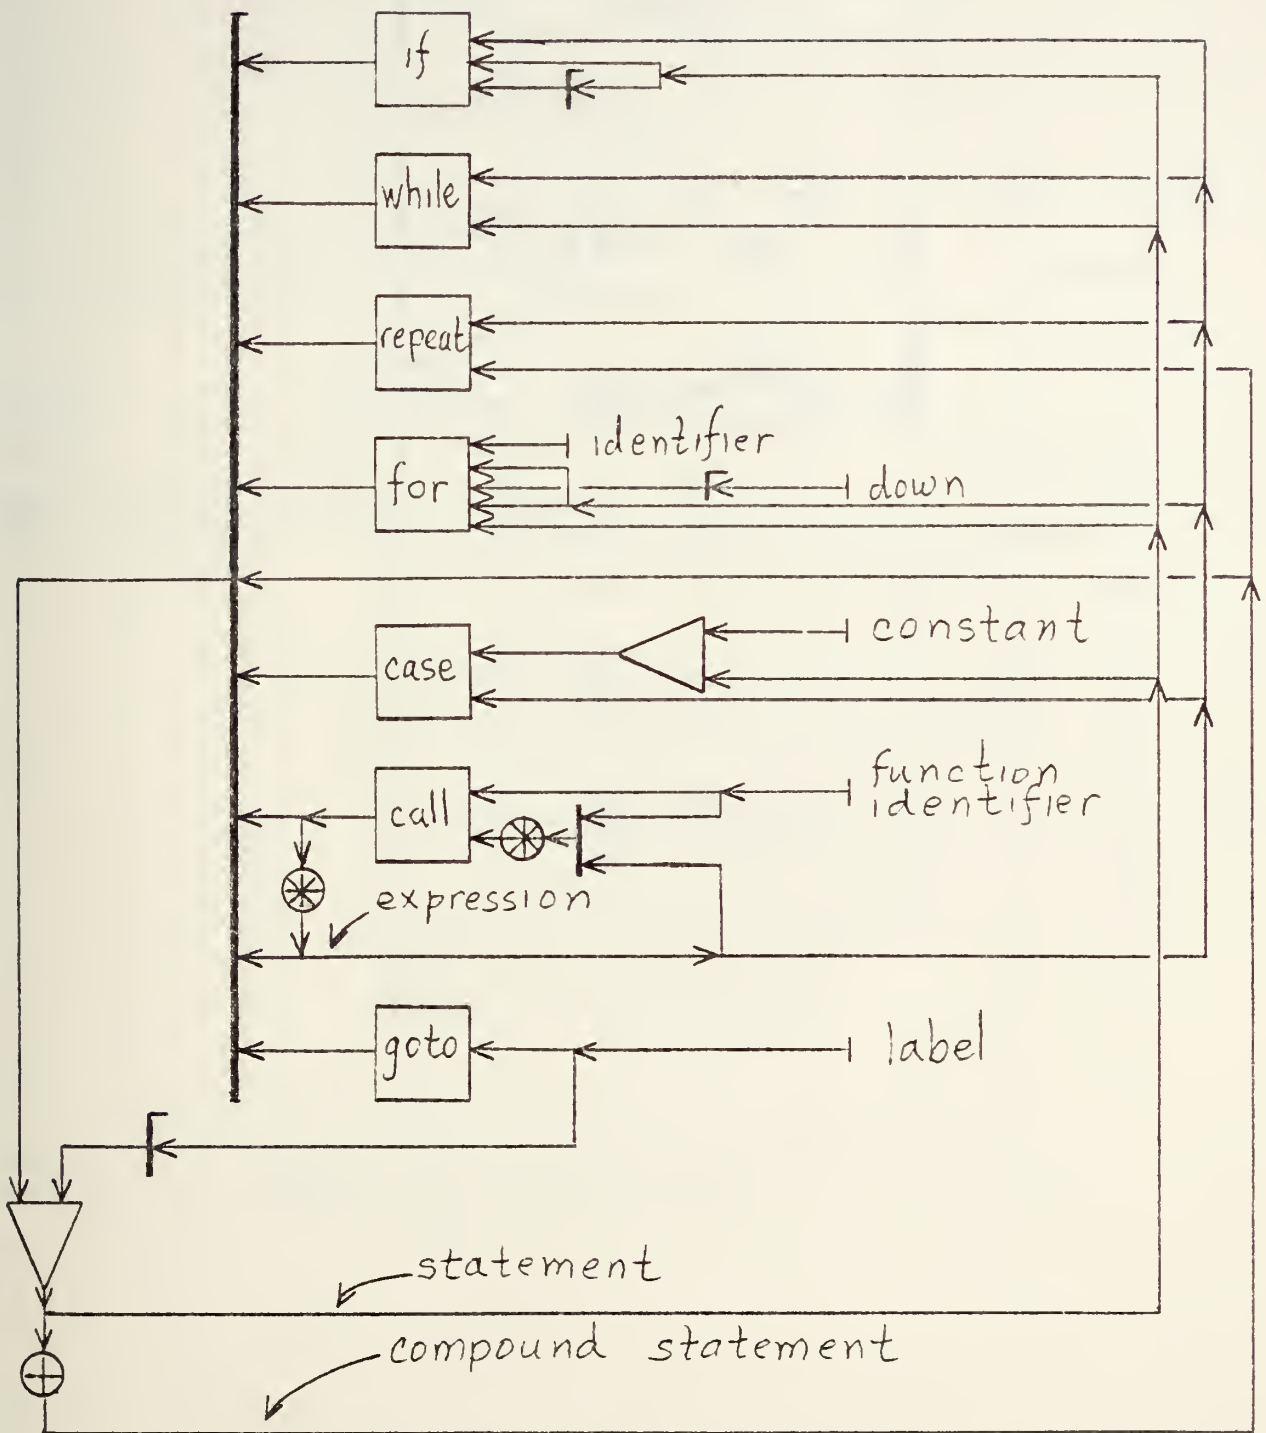 if
while
repeat
identifier
for
down
constant
case
function
identifier
call
expression
goto
label
statement
compound statement